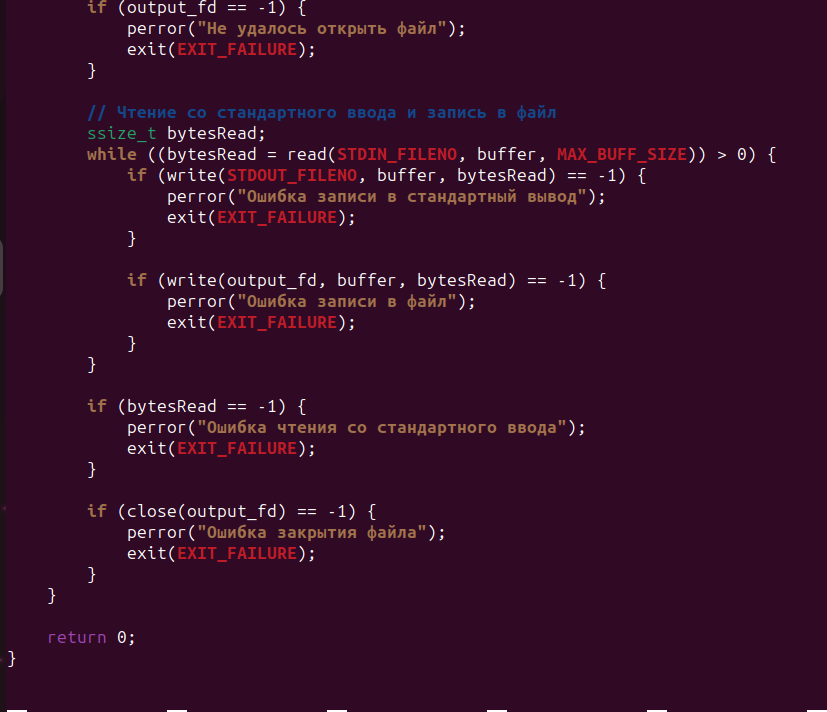 if (output_fd == -1) {
perror("Не удалось открыть файл");
exit(EXIT_FAILURE);
}
// Чтение со стандартного ввода и запись в файл
ssize_t bytesRead;
while ((bytesRead = read(STDIN_FILENO, buffer, MAX_BUFF_SIZE)) > 0) {
if (write(STDOUT_FILENO, buffer, bytesRead) == -1) {
perror("Ошибка записи в стандартный вывод");
exit(EXIT_FAILURE);
}
if (write(output_fd, buffer, bytesRead) == -1) {
perror("Ошибка записи в файл");
exit(EXIT_FAILURE);
}
}
if (bytesRead == -1) {
perror("Ошибка чтения со стандартного ввода");
exit(EXIT_FAILURE);
}
if (close(output_fd) == -1) {
perror("Ошибка закрытия файла");
exit(EXIT_FAILURE);
}
}
return 0;
}